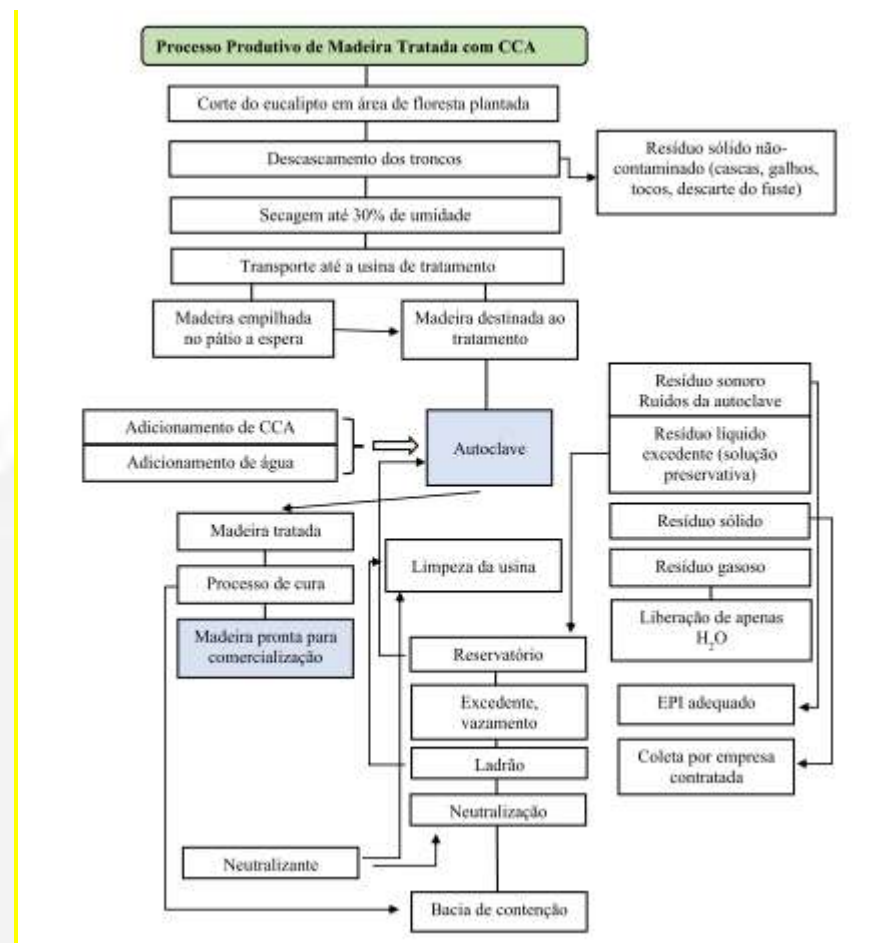 Processo Produtivo de Madeira Tratada com CCA
Corte do eucalipto em área de floresta plantada
Descascamento dos troncos
Resíduo sólido não-
contaminado (cascas, galhos,
tocos, descarte do fuste)
Secagem até 30% de umidade
Transporte até a usina de tratamento
Madeira empilhada
no pátio a espera
Madeira destinada ao
tratamento
Resíduo sonoro
Ruídos da autoclave
Resíduo líquido
excedente (solução
preservativa)
Adicionamento de CCA
Adicionamento de água
Autoclave
Resíduo sólido
Madeira tratada
Limpeza da usina
Resíduo gasoso
Processo de cura
Liberação de apenas
H₂O
Madeira pronta para
comercialização
Reservatório
Excedente,
vazamento
EPI adequado
Ladrão
Coleta por empresa
contratada
Neutralização
Neutralizante
Bacia de contenção